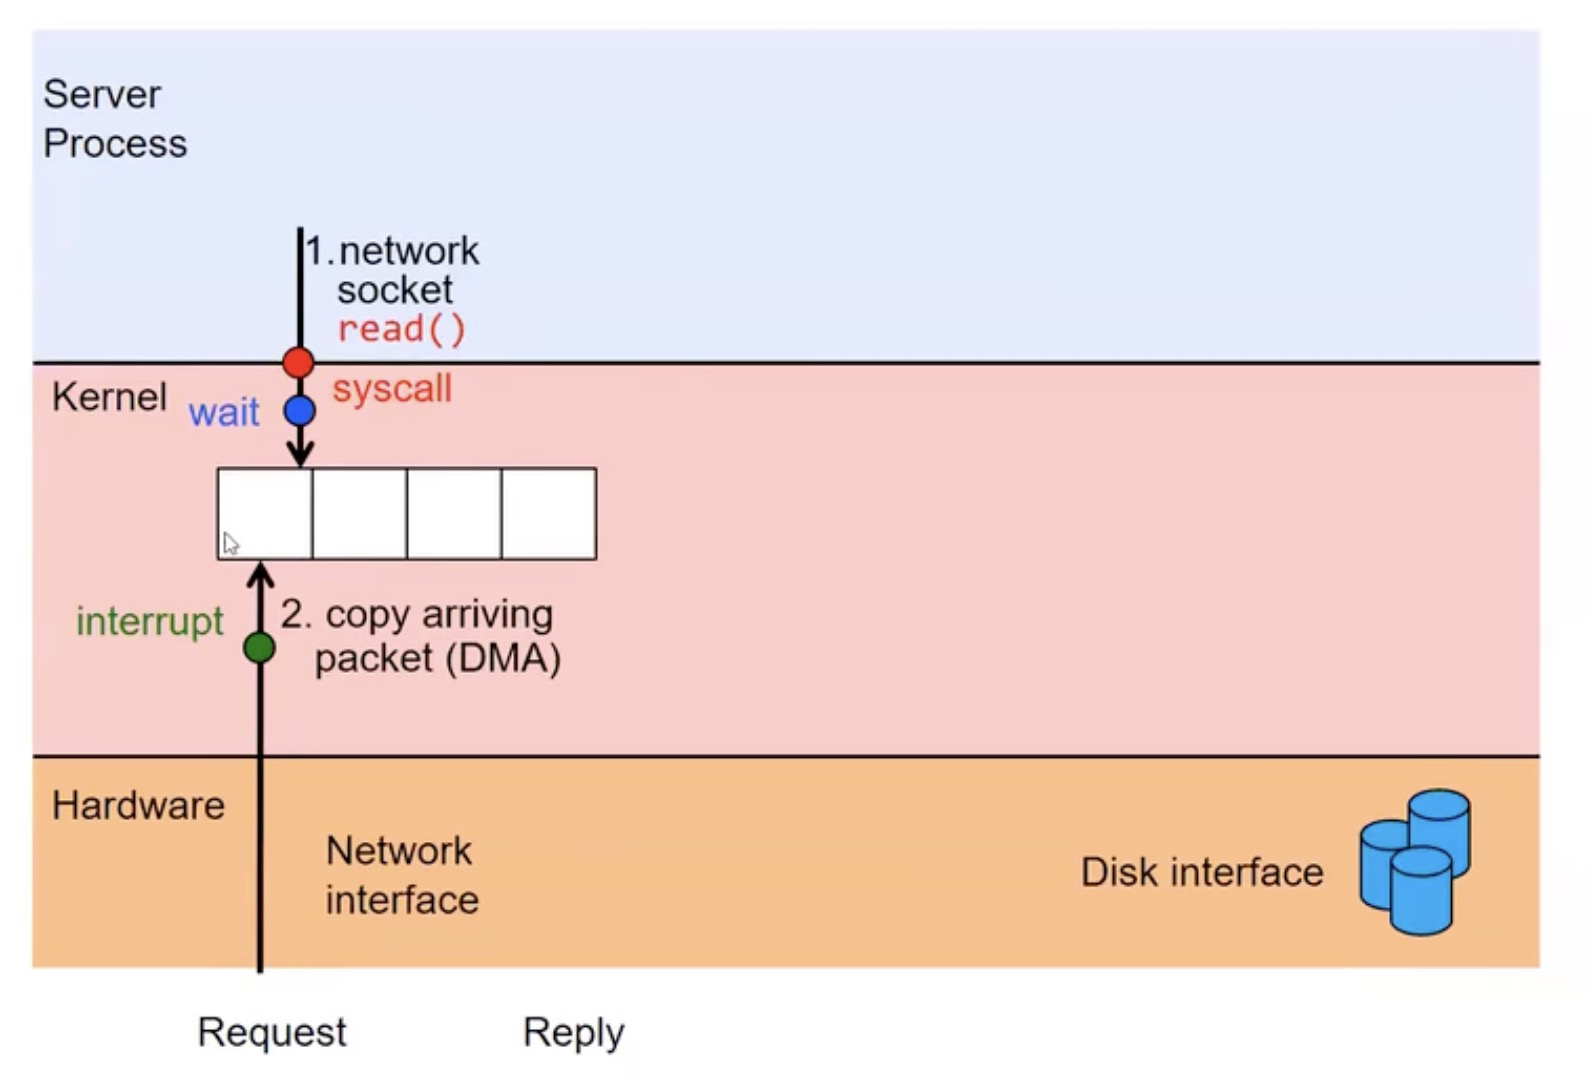 Server
Process
1. network
socket
read()
Kernel
wait
syscall
interrupt
2. copy arriving
packet (DMA)
Hardware
Network
interface
Disk interface
Request
Reply